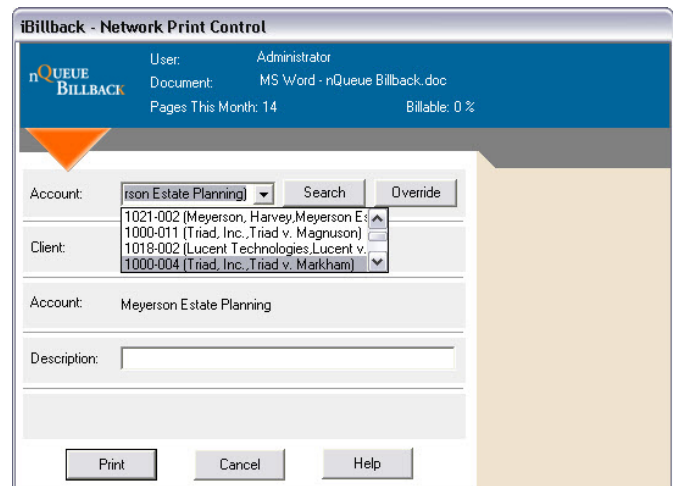 iBillback - Network Print Control
nQUEUE
BILLBACK
User: Administrator
Document: MS Word - nQueue Billback.doc
Pages This Month: 14 Billable: 0 %
Account: rson Estate Planning) Search Override
1021-002 (Meyerson, Harvey,Meyerson Es
1000-011 (Triad, Inc.,Triad v. Magnuson)
Client: 1018-002 (Lucent Technologies,Lucent v.
1000-004 (Triad, Inc.,Triad v. Markham)
Account: Meyerson Estate Planning
Description:
Print Cancel Help